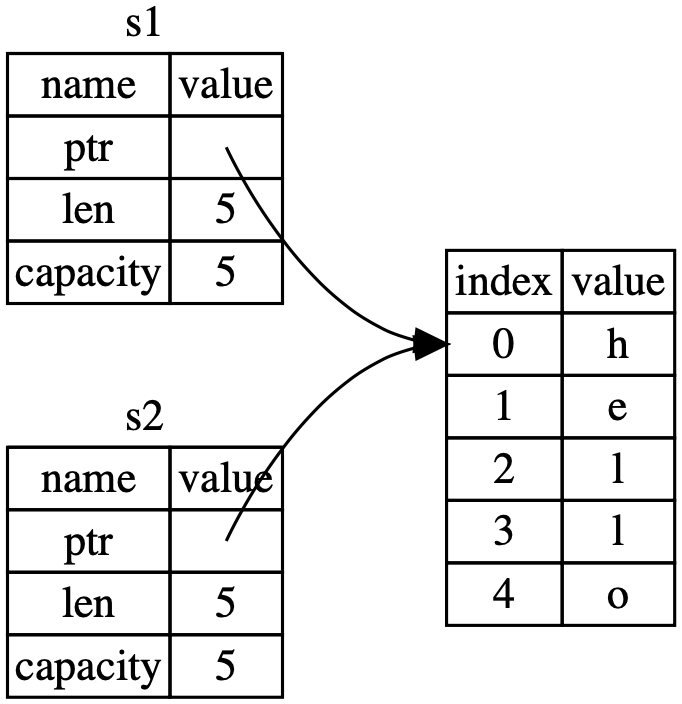 s1
name value
ptr
len 5
capacity 5
s2
name value
ptr
len 5
capacity 5
index value
0 h
1 e
2 l
3 l
4 o